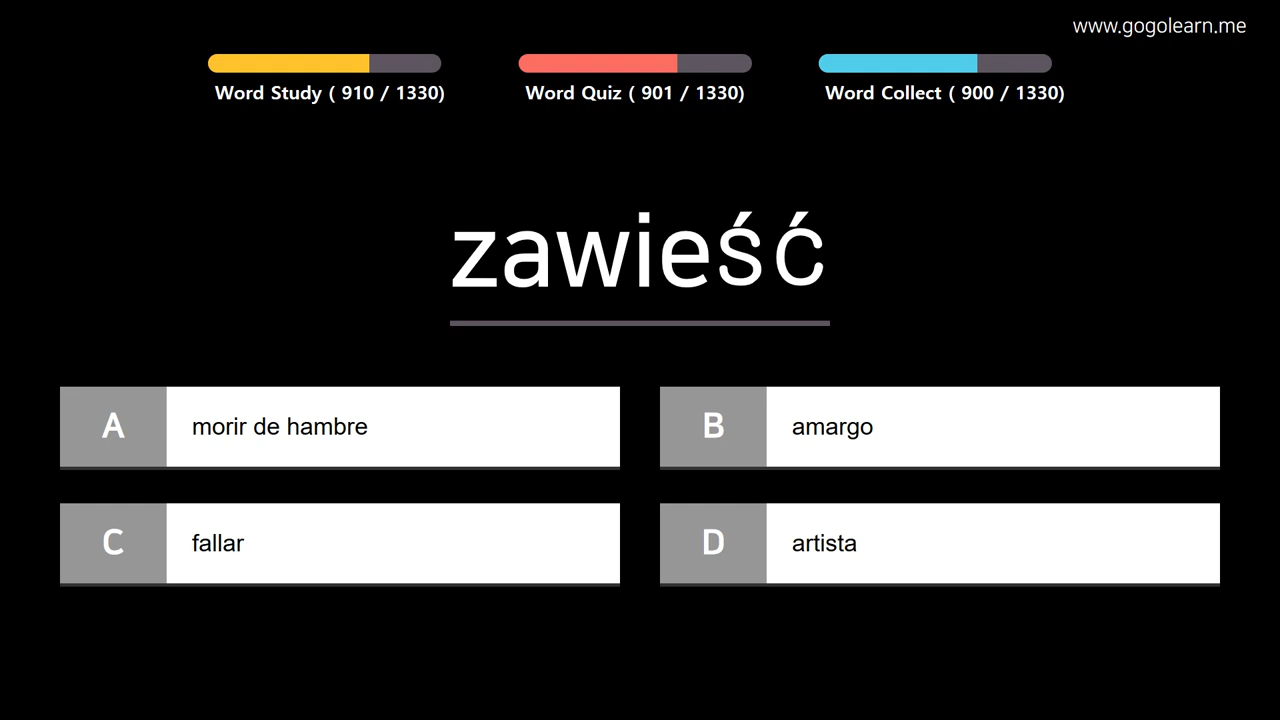 www.gogolearn.me
Word Study ( 910 / 1330)
Word Quiz ( 901 / 1330)
Word Collect ( 900 / 1330)
zawieść
A morir de hambre
B amargo
C fallar
D artista